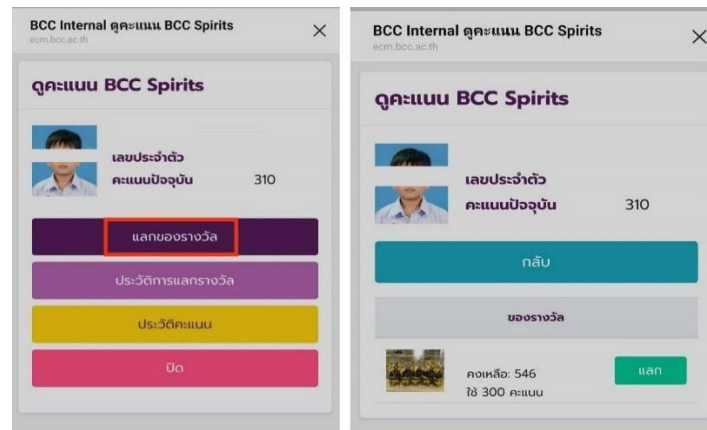 BCC Internal ดูคะแนน BCC Spirits
ecm.bcc.ac.th
ดูคะแนน BCC Spirits
เลขประจำตัว
คะแนนปัจจุบัน 310
แลกของรางวัล
ประวัติการแลกรางวัล
ประวัติคะแนน
ปิด
BCC Internal ดูคะแนน BCC Spirits
ecm.bcc.ac.th
ดูคะแนน BCC Spirits
เลขประจำตัว
คะแนนปัจจุบัน 310
กลับ
ของรางวัล
คงเหลือ: 546
ใช้ 300 คะแนน
แลก